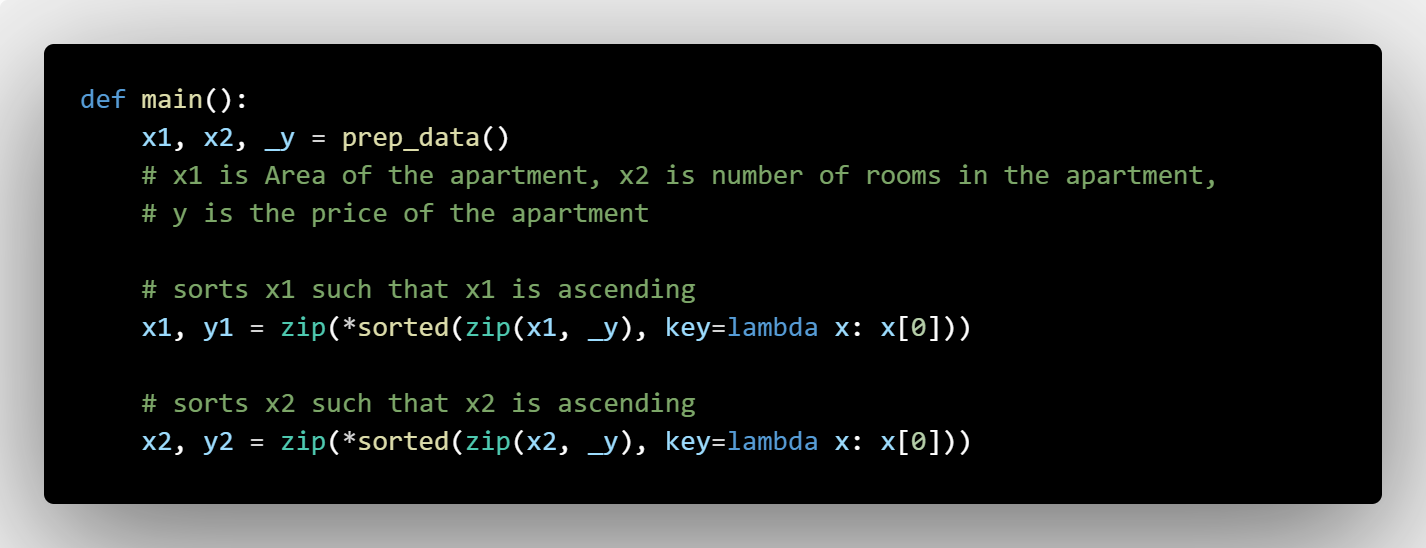 def main():
    x1, x2, _y = prep_data()
    # x1 is Area of the apartment, x2 is number of rooms in the apartment,
    # y is the price of the apartment

    # sorts x1 such that x1 is ascending
    x1, y1 = zip(*sorted(zip(x1, _y), key=lambda x: x[0]))

    # sorts x2 such that x2 is ascending
    x2, y2 = zip(*sorted(zip(x2, _y), key=lambda x: x[0]))